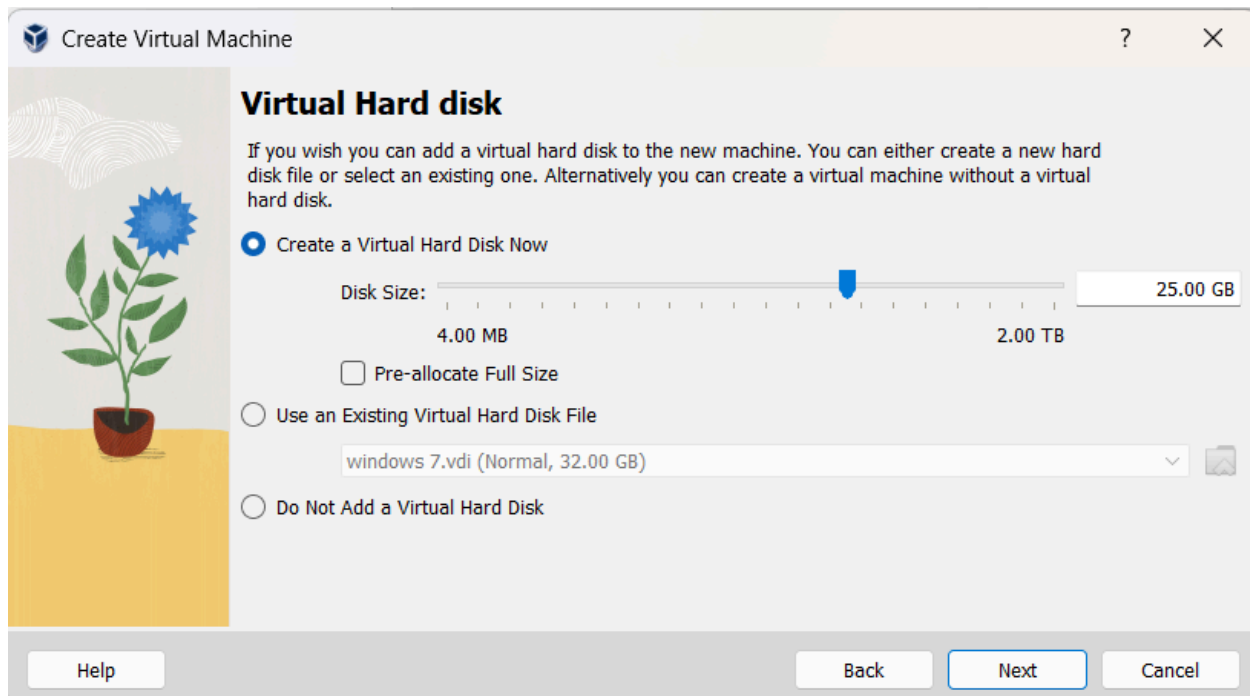 Create Virtual Machine
?
Virtual Hard disk
If you wish you can add a virtual hard disk to the new machine. You can either create a new hard
disk file or select an existing one. Alternatively you can create a virtual machine without a virtual
hard disk.
Create a Virtual Hard Disk Now
Disk Size:
25.00 GB
4.00 MB
2.00 TB
Pre-allocate Full Size
Use an Existing Virtual Hard Disk File
windows 7.vdi (Normal, 32.00 GB)
Do Not Add a Virtual Hard Disk
Help
Back
Next
Cancel